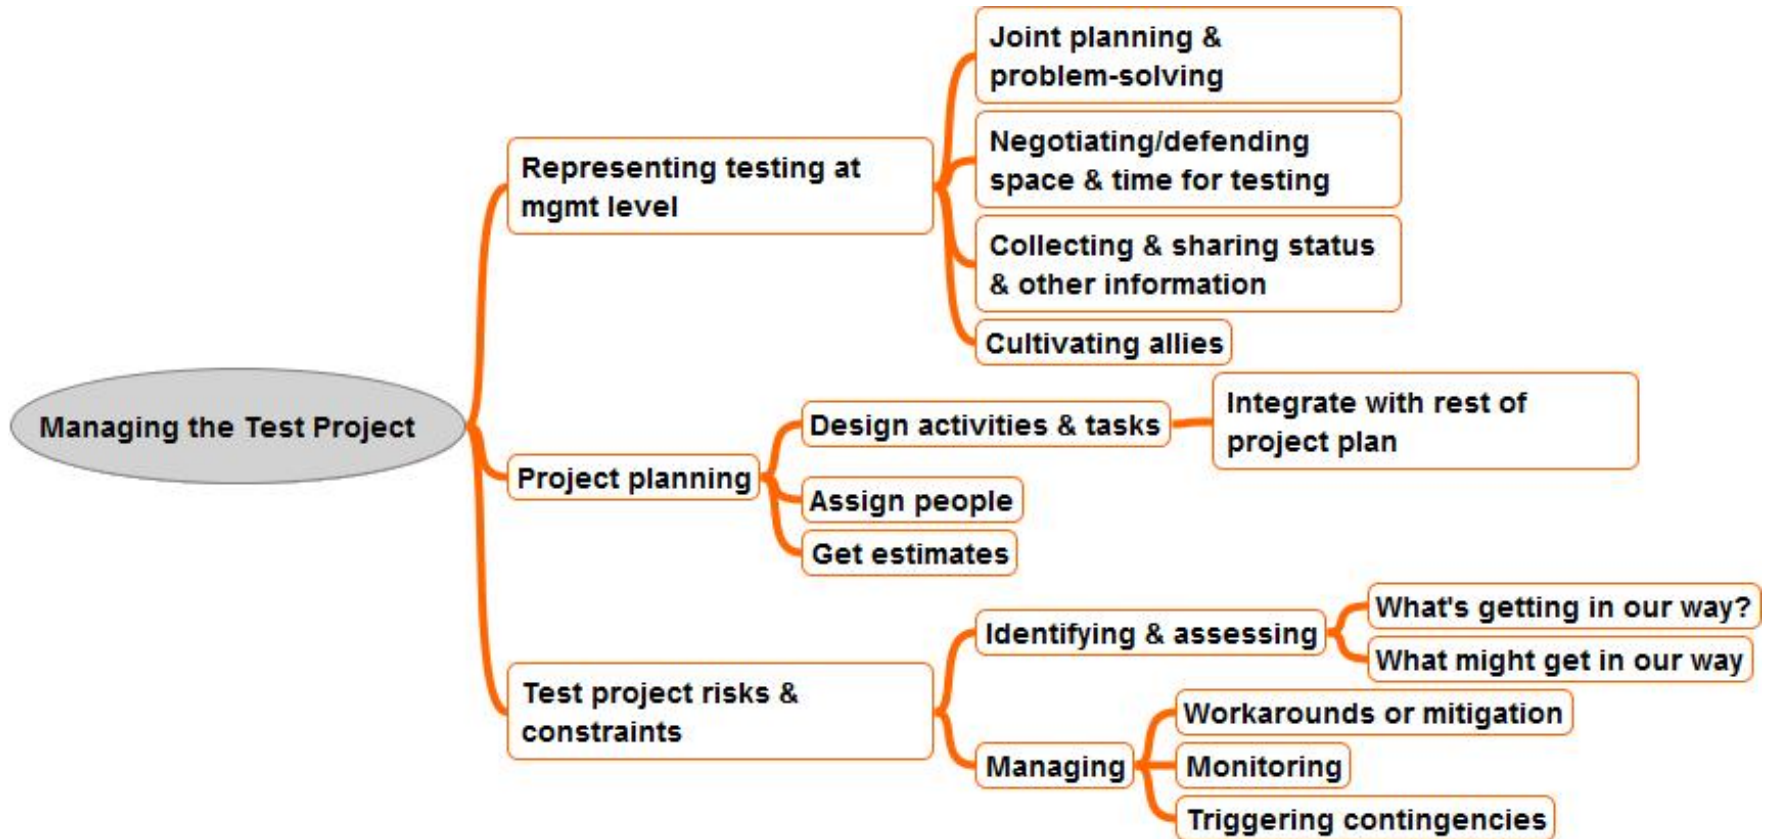 Managing the Test Project
Representing testing at
mgmt level
Joint planning &
problem-solving
Negotiating/defending
space & time for testing
Collecting & sharing status
& other information
Cultivating allies
Project planning
Design activities & tasks
Integrate with rest of
project plan
Assign people
Get estimates
Test project risks &
constraints
Identifying & assessing
What's getting in our way?
What might get in our way
Managing
Workarounds or mitigation
Monitoring
Triggering contingencies